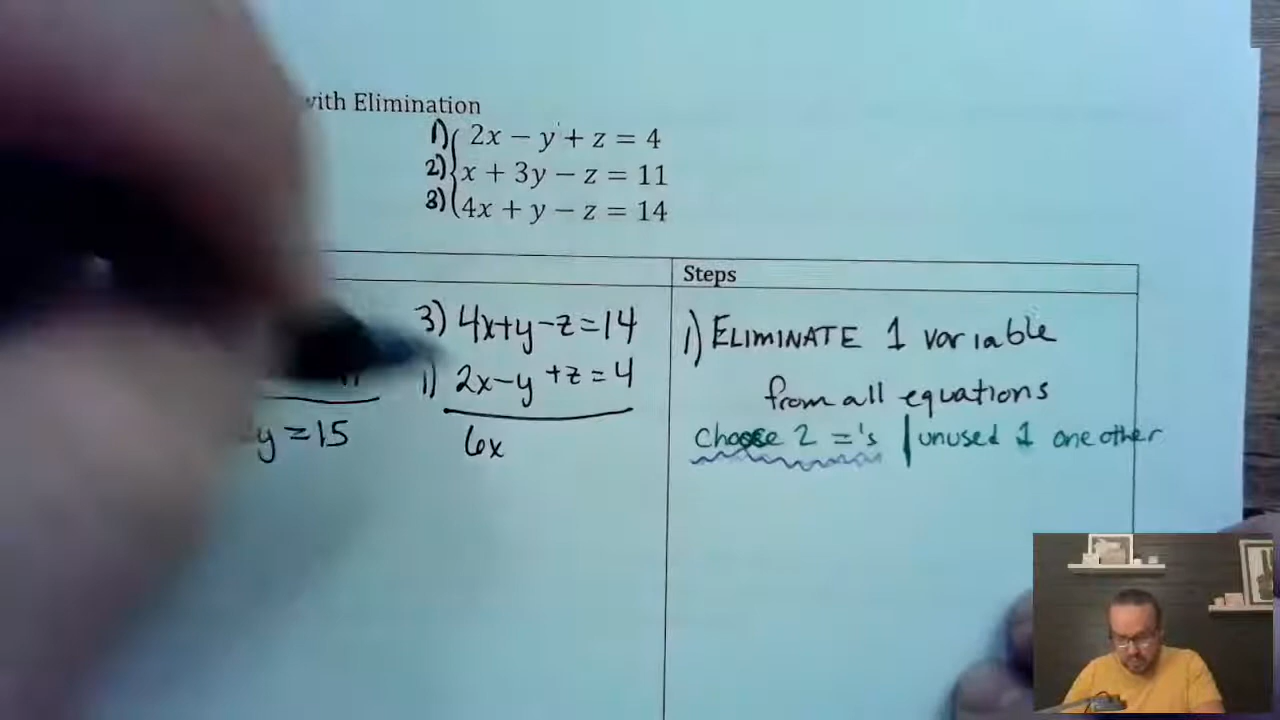 with Elimination
1) 2x − y + z = 4
2) x + 3y − z = 11
3) 4x + y − z = 14
Steps
3) 4x+y-z=14
1) 2x-y+z=4
6x
y=15
1) ELIMINATE 1 variable
from all equations
choose 2 ='s | unused 1 one other